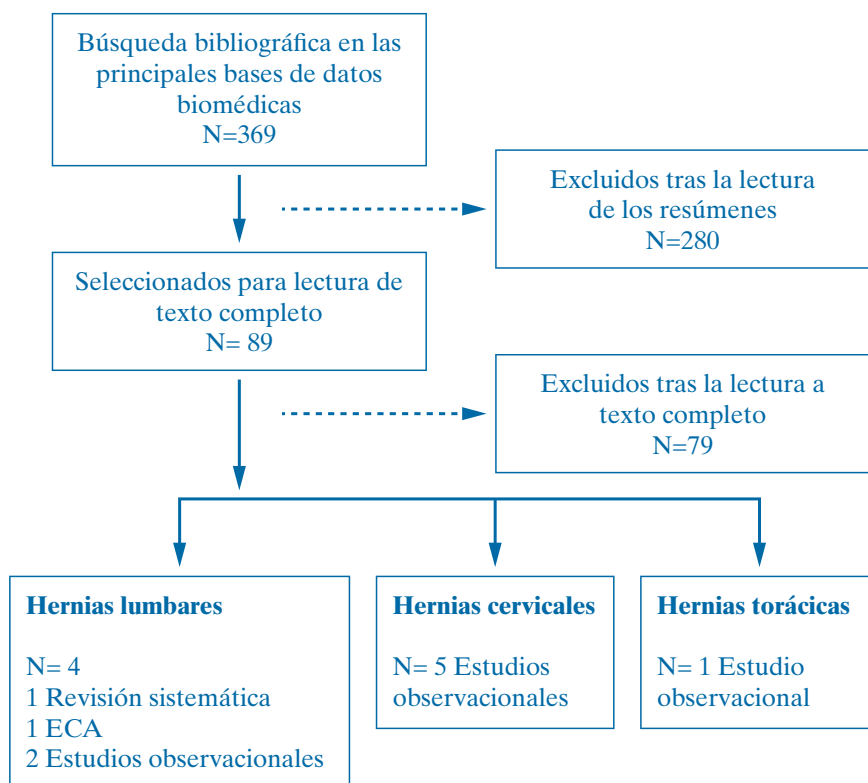 Búsqueda bibliográfica en las
principales bases de datos
biomédicas
N=369
Excluidos tras la lectura
de los resúmenes
N=280
Seleccionados para lectura de
texto completo
N= 89
Excluidos tras la lectura a
texto completo
N=79
Hernias lumbares
N= 4
1 Revisión sistemática
1 ECA
2 Estudios observacionales
Hernias cervicales
N= 5 Estudios
observacionales
Hernias torácicas
N= 1 Estudio
observacional